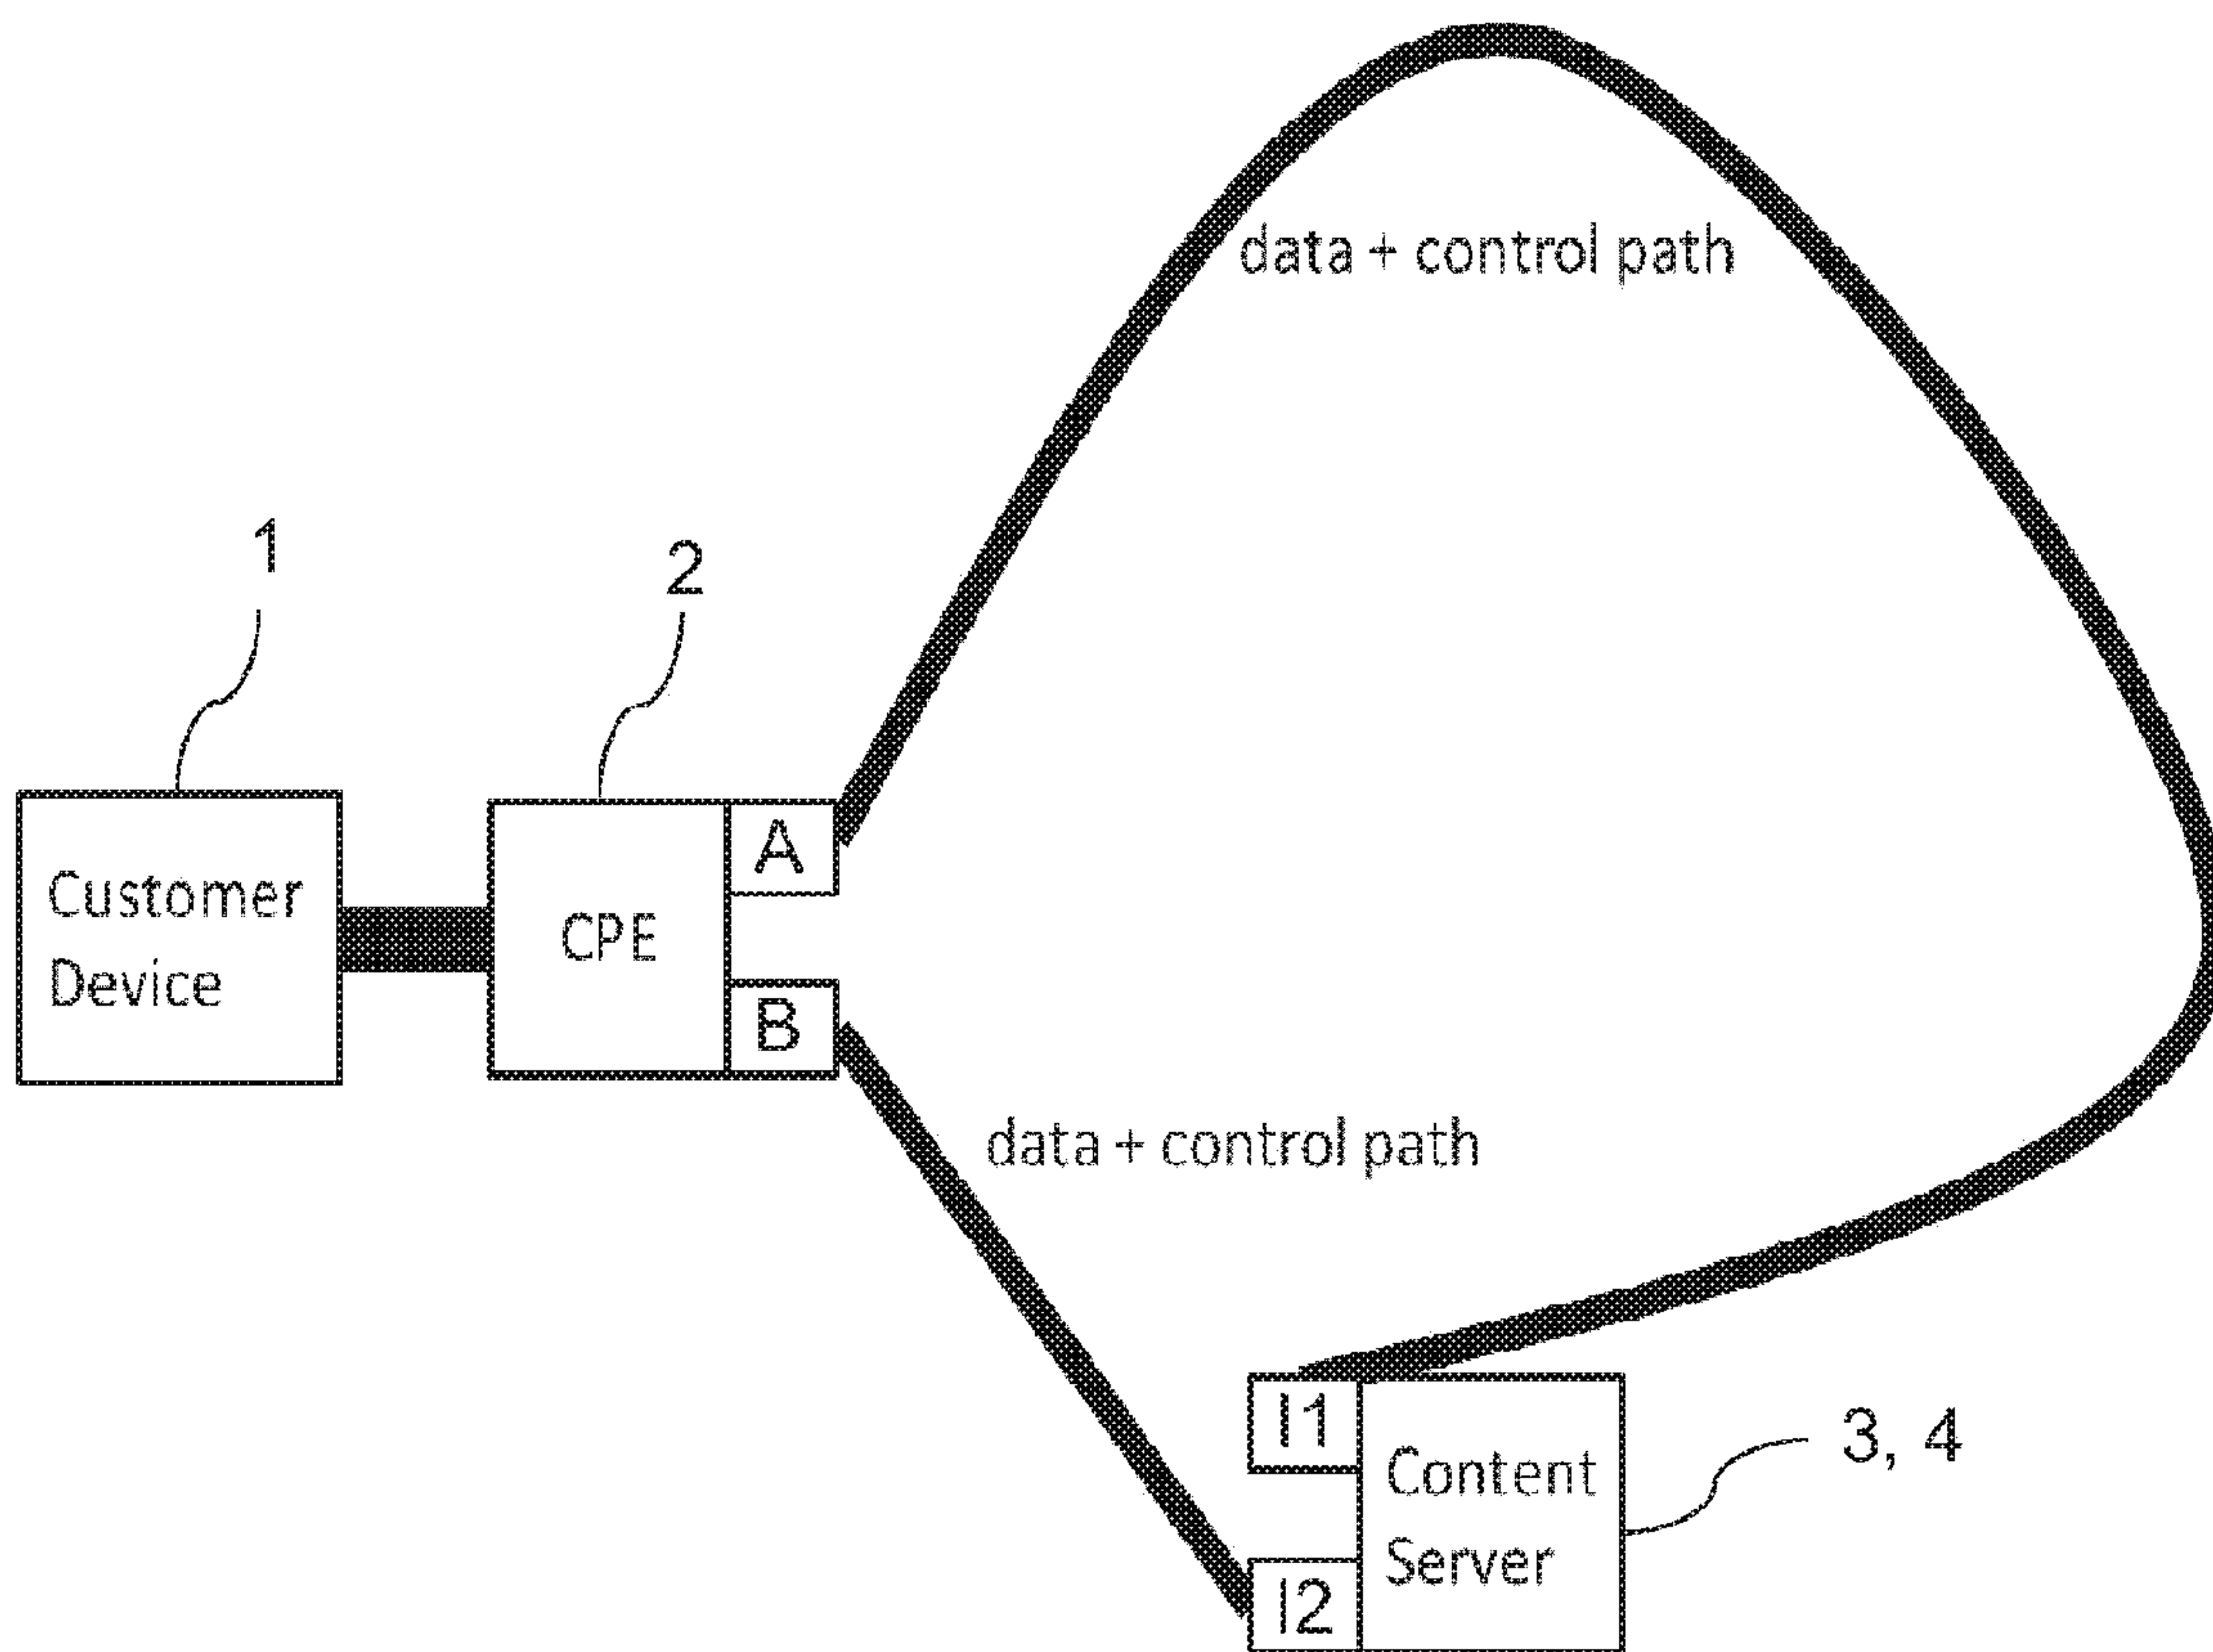 data + control path
1
2
A
Customer
Device
CPE
B
data + control path
I1
Content
Server
3, 4
I2